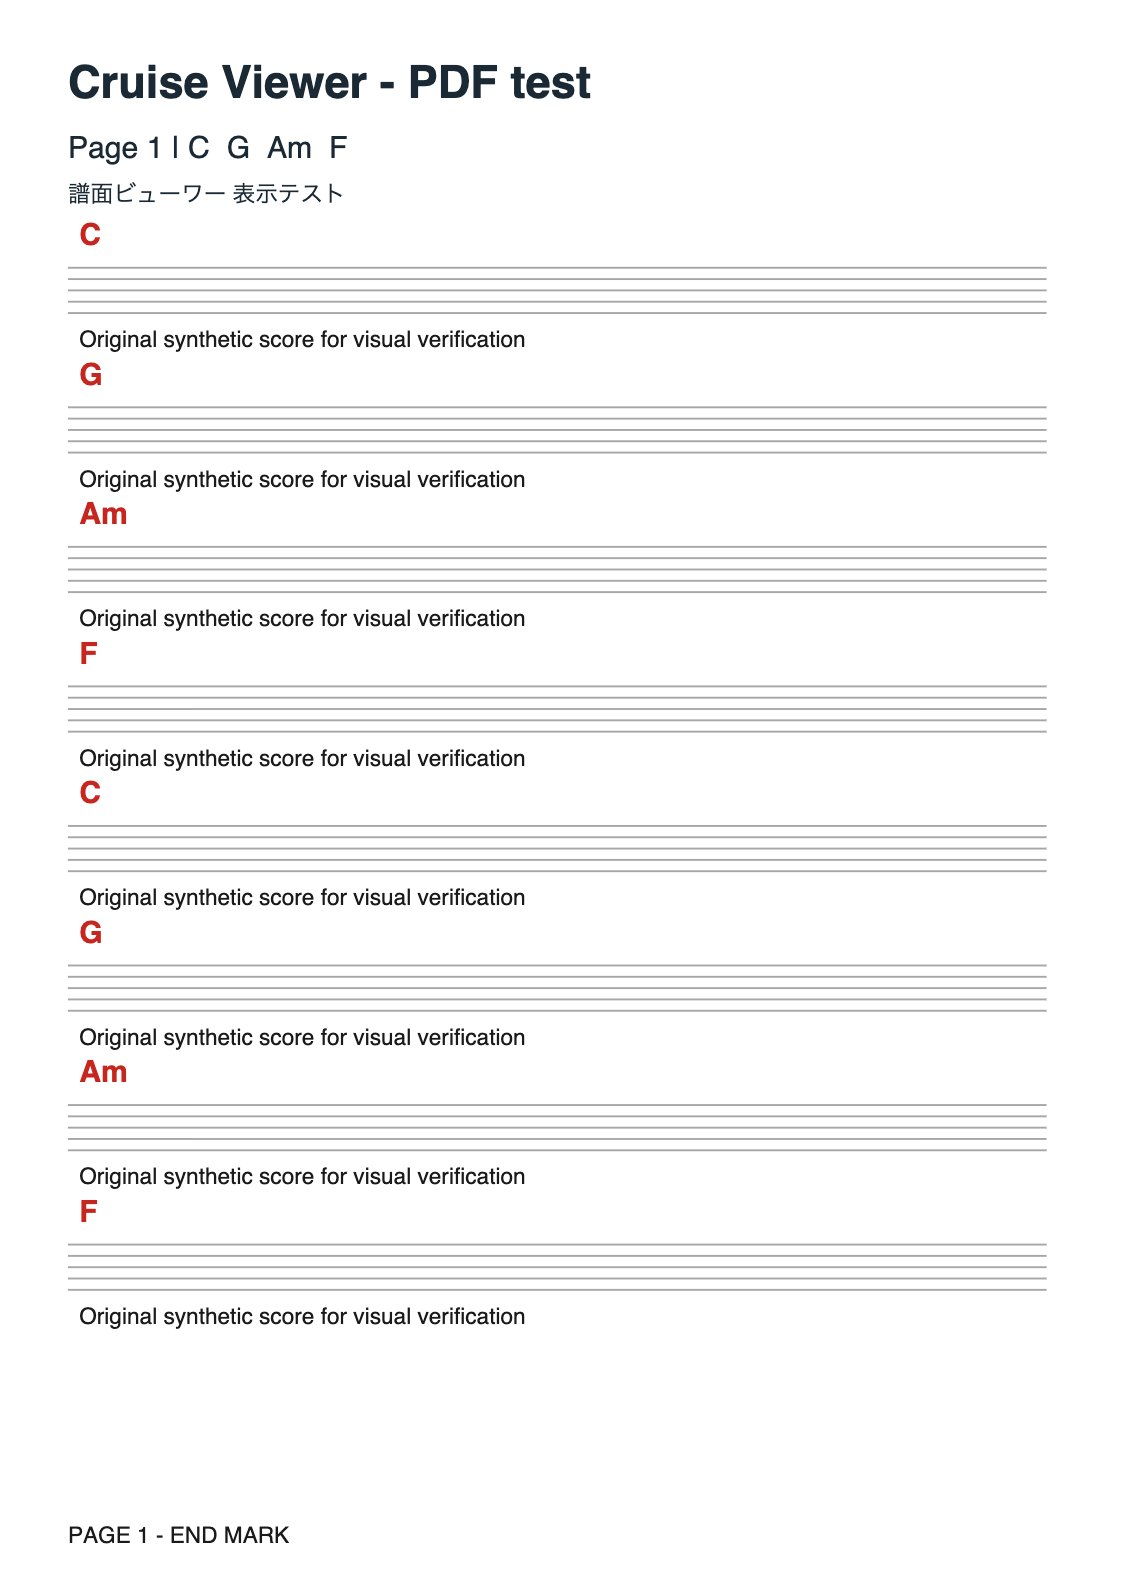 Cruise Viewer - PDF test
Page 1 | C G Am F
譜面ビューワー 表示テスト
C
Original synthetic score for visual verification
G
Original synthetic score for visual verification
Am
Original synthetic score for visual verification
F
Original synthetic score for visual verification
C
Original synthetic score for visual verification
G
Original synthetic score for visual verification
Am
Original synthetic score for visual verification
F
Original synthetic score for visual verification
PAGE 1 - END MARK